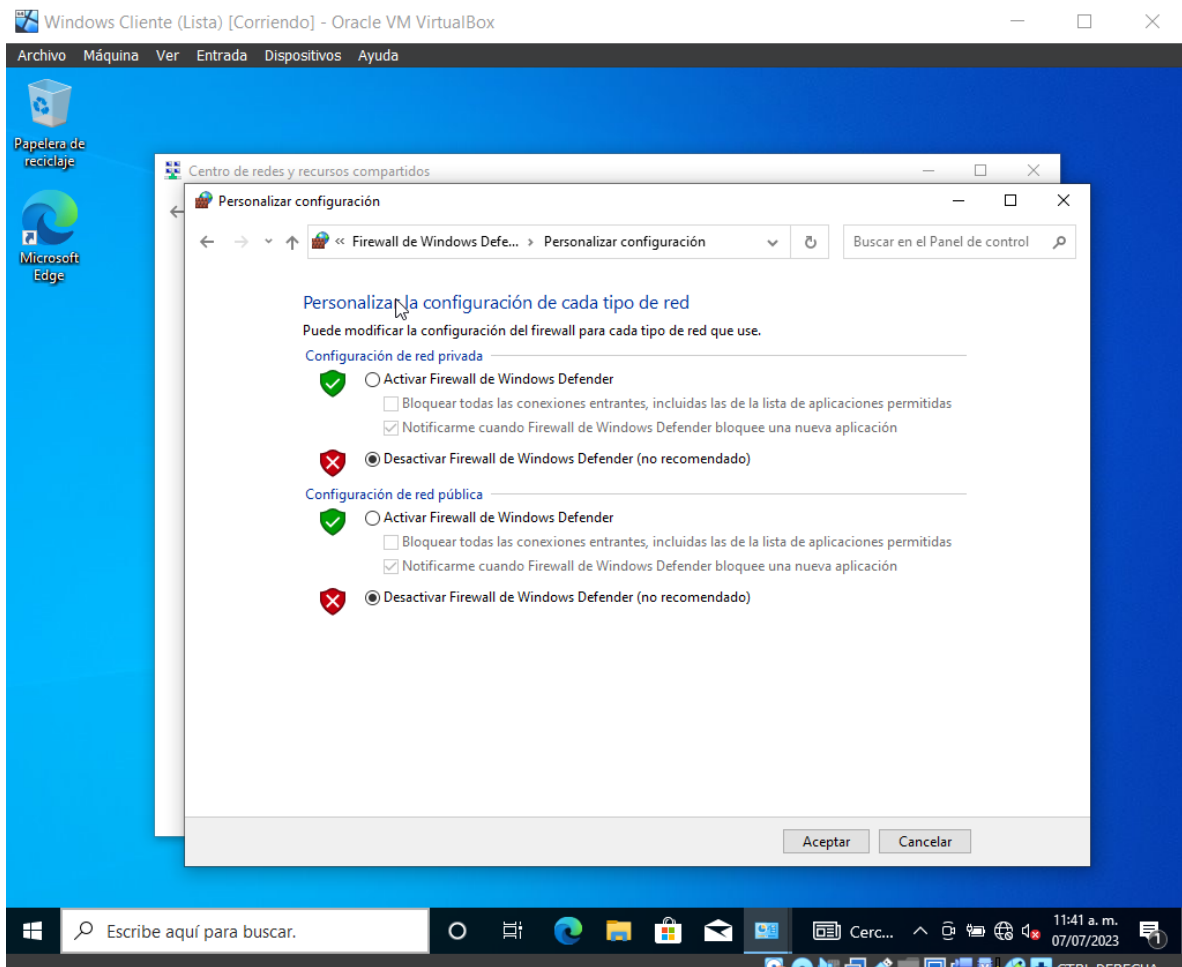 Windows Cliente (Lista) [Corriendo] - Oracle VM VirtualBox
Archivo Máquina Ver Entrada Dispositivos Ayuda
Papelera de
reciclaje
Microsoft
Edge
Centro de redes y recursos compartidos
Personalizar configuración
« Firewall de Windows Defe... › Personalizar configuración
Buscar en el Panel de control
Personalizar la configuración de cada tipo de red
Puede modificar la configuración del firewall para cada tipo de red que use.
Configuración de red privada
Activar Firewall de Windows Defender
Bloquear todas las conexiones entrantes, incluidas las de la lista de aplicaciones permitidas
Notificarme cuando Firewall de Windows Defender bloquee una nueva aplicación
Desactivar Firewall de Windows Defender (no recomendado)
Configuración de red pública
Activar Firewall de Windows Defender
Bloquear todas las conexiones entrantes, incluidas las de la lista de aplicaciones permitidas
Notificarme cuando Firewall de Windows Defender bloquee una nueva aplicación
Desactivar Firewall de Windows Defender (no recomendado)
Aceptar Cancelar
Escribe aquí para buscar.
Cerc...
11:41 a. m.
07/07/2023
1
CTRL DERECHA